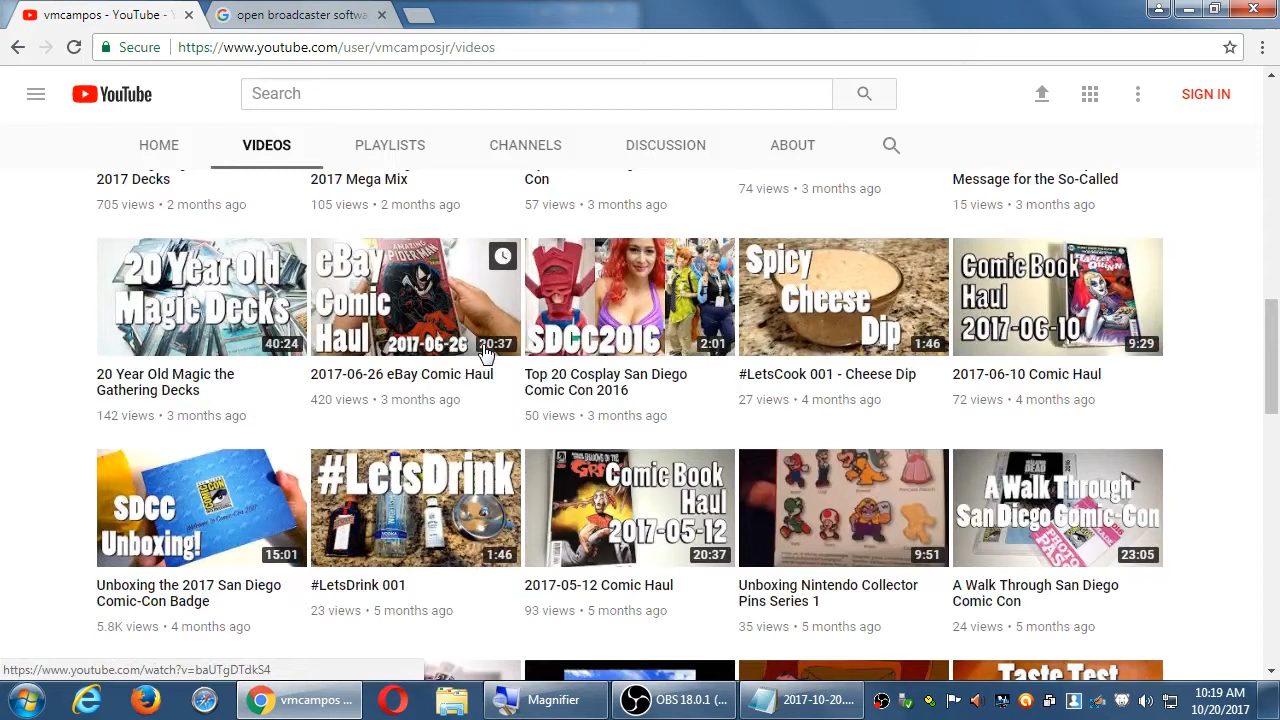 vmcampos - YouTube - Y
open broadcaster softwa
Secure https://www.youtube.com/user/vmcamposjr/videos
YouTube
Search
SIGN IN
HOME VIDEOS PLAYLISTS CHANNELS DISCUSSION ABOUT
2017 Decks
705 views • 2 months ago
2017 Mega Mix
105 views • 2 months ago
Con
57 views • 3 months ago
74 views • 3 months ago
Message for the So-Called
15 views • 3 months ago
20 Year Old
Magic Decks
40:24
20 Year Old Magic the
Gathering Decks
142 views • 3 months ago
eBay
Comic
Haul
2017-06-26
AMAZING
20:37
2017-06-26 eBay Comic Haul
420 views • 3 months ago
SDCC2016
2:01
Top 20 Cosplay San Diego
Comic Con 2016
50 views • 3 months ago
Spicy
Cheese
Dip
1:46
#LetsCook 001 - Cheese Dip
27 views • 4 months ago
Comic Book
Haul
2017-06-10
9:29
2017-06-10 Comic Haul
72 views • 4 months ago
SDCC
Unboxing!
15:01
Unboxing the 2017 San Diego
Comic-Con Badge
5.8K views • 4 months ago
#LetsDrink
1:46
#LetsDrink 001
23 views • 5 months ago
Comic Book
Haul
2017-05-12
20:37
2017-05-12 Comic Haul
93 views • 5 months ago
9:51
Unboxing Nintendo Collector
Pins Series 1
35 views • 5 months ago
A Walk Through
San Diego Comic-Con
23:05
A Walk Through San Diego
Comic Con
24 views • 5 months ago
Taste Test
https://www.youtube.com/watch?v=baUTgDTdkS4
vmcampos ...
Magnifier
OBS 18.0.1 (...
2017-10-20....
10:19 AM
10/20/2017